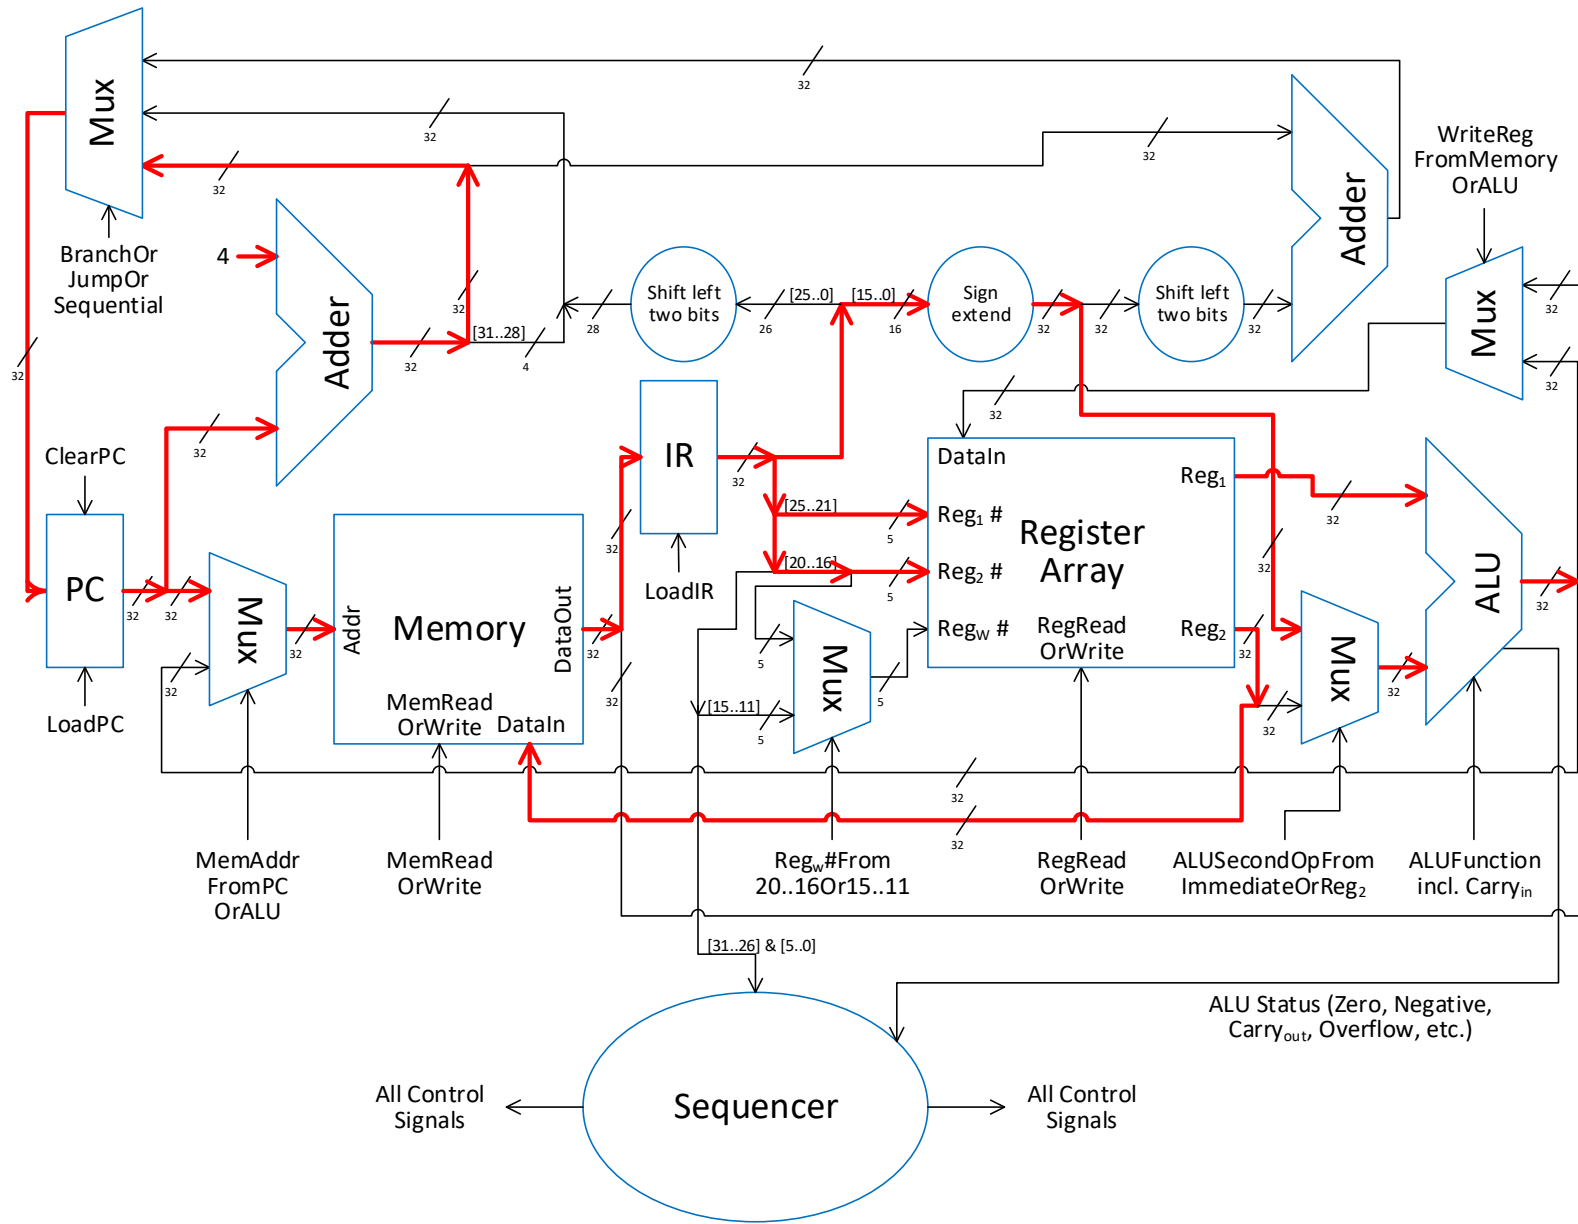 32
Mux
32
32
32
WriteReg
FromMemory
OrALU
BranchOr
JumpOr
Sequential
4
Adder
32
Shift left
two bits
28
[25..0]
26
[15..0]
16
Sign
extend
32
32
Shift left
two bits
32
Adder
Mux
32
32
32
32
[31..28]
4
32
32
ClearPC
PC
LoadPC
32
32
32
Mux
32
32
Addr
Memory
DataOut
MemRead
OrWrite
DataIn
32
32
32
IR
LoadIR
32
[25..21]
5
[20..16]
5
5
[15..11]
5
Mux
5
DataIn
Reg1 #
Reg2 #
RegW #
Register
Array
RegRead
OrWrite
Reg1
Reg2
32
32
32
32
Mux
32
ALU
32
32
32
MemAddr
FromPC
OrALU
MemRead
OrWrite
Regw#From
20..16Or15..11
RegRead
OrWrite
ALUSecondOpFrom
ImmediateOrReg2
ALUFunction
incl. Carryin
[31..26] & [5..0]
ALU Status (Zero, Negative,
Carryout, Overflow, etc.)
Sequencer
All Control
Signals
All Control
Signals